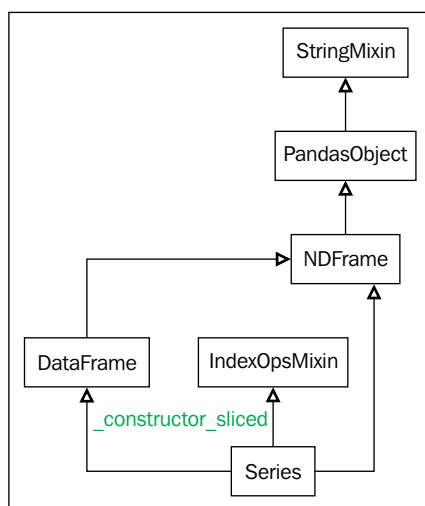 StringMixin
PandasObject
NDFrame
DataFrame
IndexOpsMixin
_constructor_sliced
Series